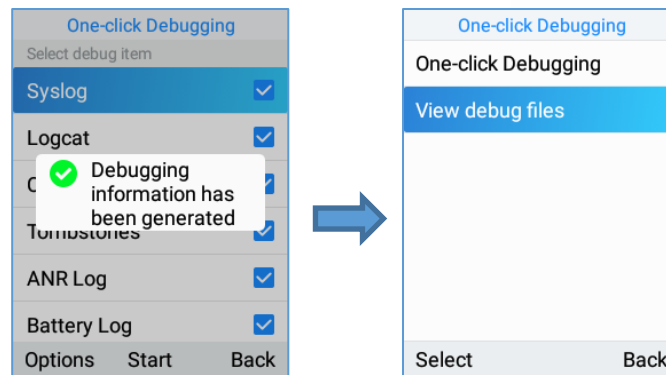 One-click Debugging
Select debug item
Syslog
Logcat
Debugging
information has
been generated
Tombstones
ANR Log
Battery Log
Options Start Back
One-click Debugging
One-click Debugging
View debug files
Select Back